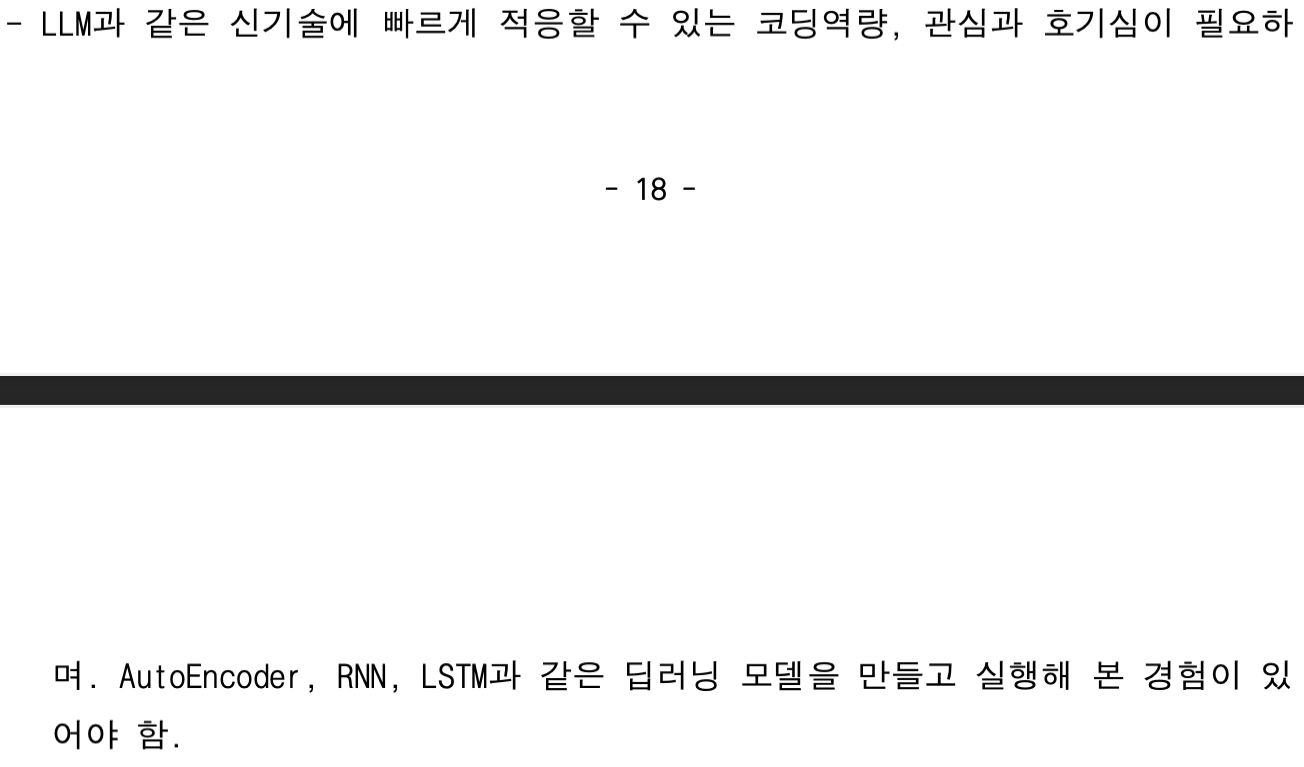 - LLM과 같은 신기술에 빠르게 적응할 수 있는 코딩역량, 관심과 호기심이 필요하
- 18 -
며. AutoEncoder, RNN, LSTM과 같은 딥러닝 모델을 만들고 실행해 본 경험이 있
어야 함.